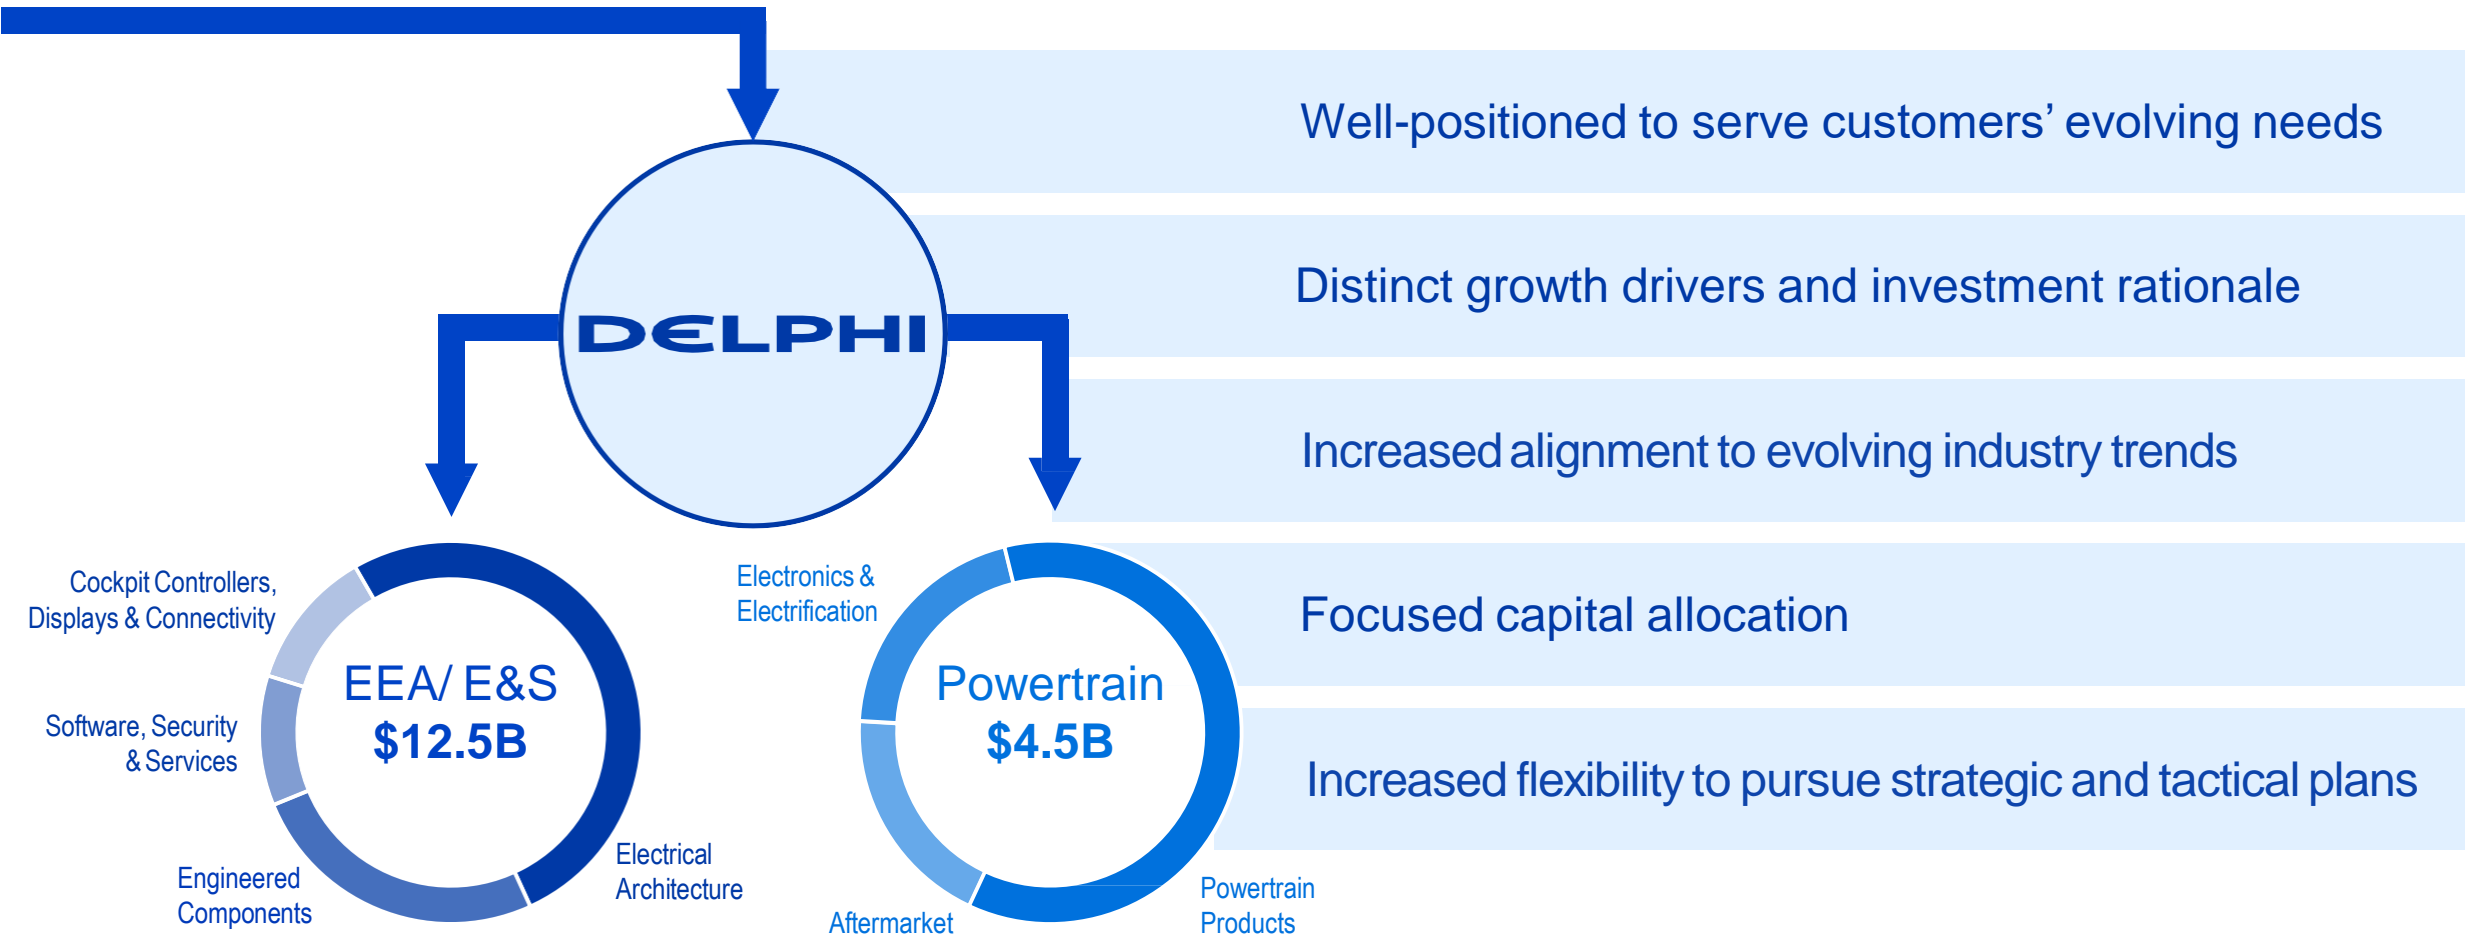 Well-positioned to serve customers’ evolving needs
Distinct growth drivers and investment rationale
DELPHI
Increased alignment to evolving industry trends
Cockpit Controllers,
Displays & Connectivity
Software, Security
& Services
Engineered
Components
Electrical
Architecture
EEA/ E&S
$12.5B
Electronics &
Electrification
Aftermarket
Powertrain
Products
Powertrain
$4.5B
Focused capital allocation
Increased flexibility to pursue strategic and tactical plans